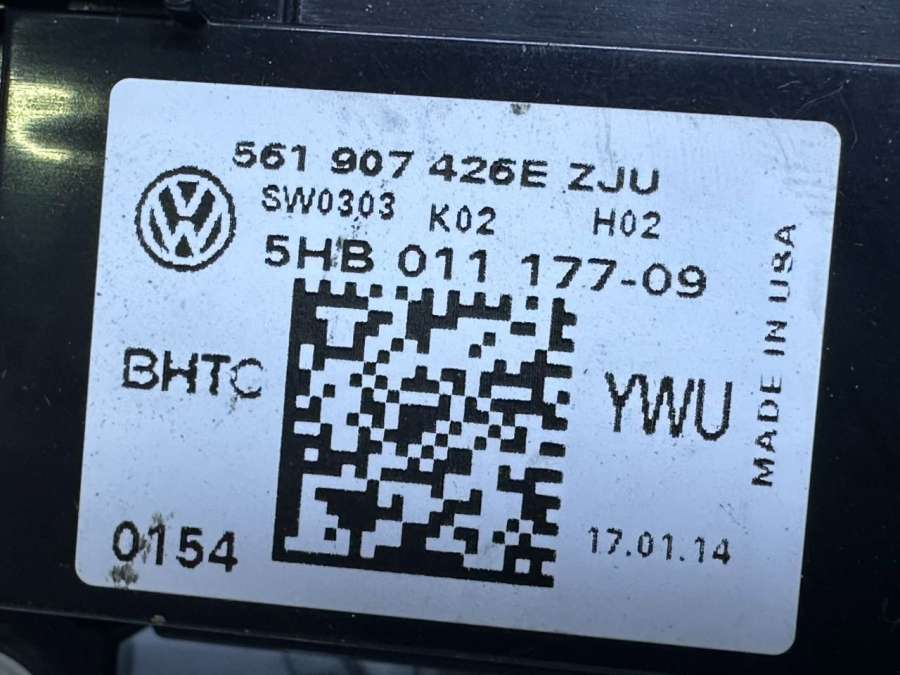 561 907 426E ZJU
SW0303 K02 H02
5HB 011 177-09
BHTC
YWU
MADE IN USA
0154
17.01.14